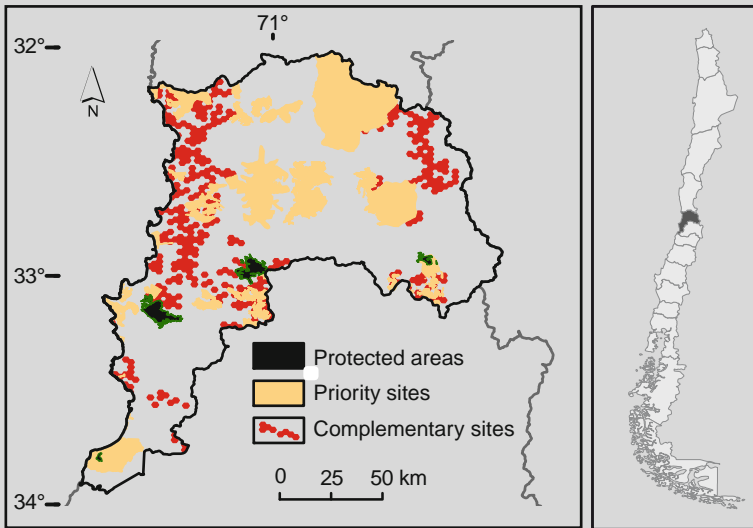 71°
32°
N
33°
Protected areas
Priority sites
Complementary sites
0 25 50 km
34°